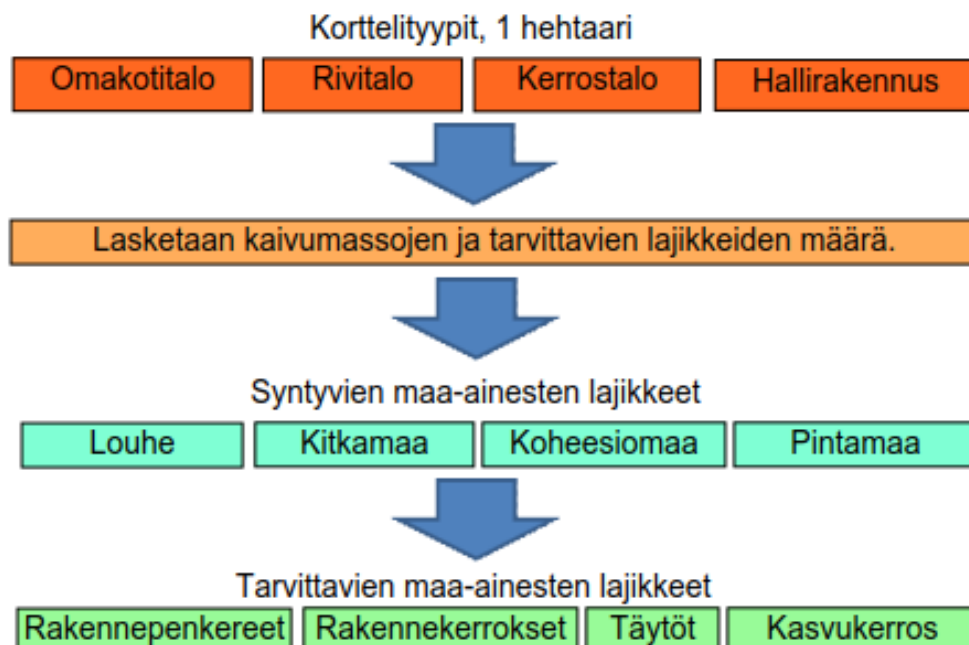 Korttelityypit, 1 hehtaari
Omakotitalo Rivitalo Kerrostalo Hallirakennus
Lasketaan kaivumassojen ja tarvittavien lajikkeiden määrä.
Syntyvien maa-ainesten lajikkeet
Louhe Kitkamaa Koheesiomaa Pintamaa
Tarvittavien maa-ainesten lajikkeet
Rakennepenkereet Rakennekerrokset Täytöt Kasvukerros